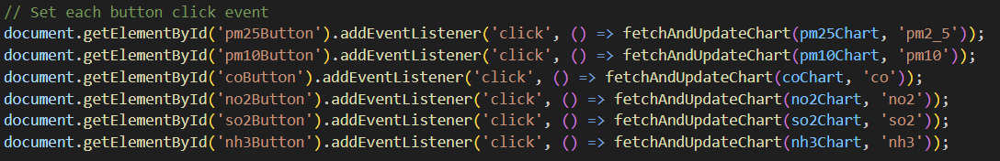 // Set each button click event
document.getElementById('pm25Button').addEventListener('click', () => fetchAndUpdateChart(pm25Chart, 'pm2_5'));
document.getElementById('pm10Button').addEventListener('click', () => fetchAndUpdateChart(pm10Chart, 'pm10'));
document.getElementById('coButton').addEventListener('click', () => fetchAndUpdateChart(coChart, 'co'));
document.getElementById('no2Button').addEventListener('click', () => fetchAndUpdateChart(no2Chart, 'no2'));
document.getElementById('so2Button').addEventListener('click', () => fetchAndUpdateChart(so2Chart, 'so2'));
document.getElementById('nh3Button').addEventListener('click', () => fetchAndUpdateChart(nh3Chart, 'nh3'));